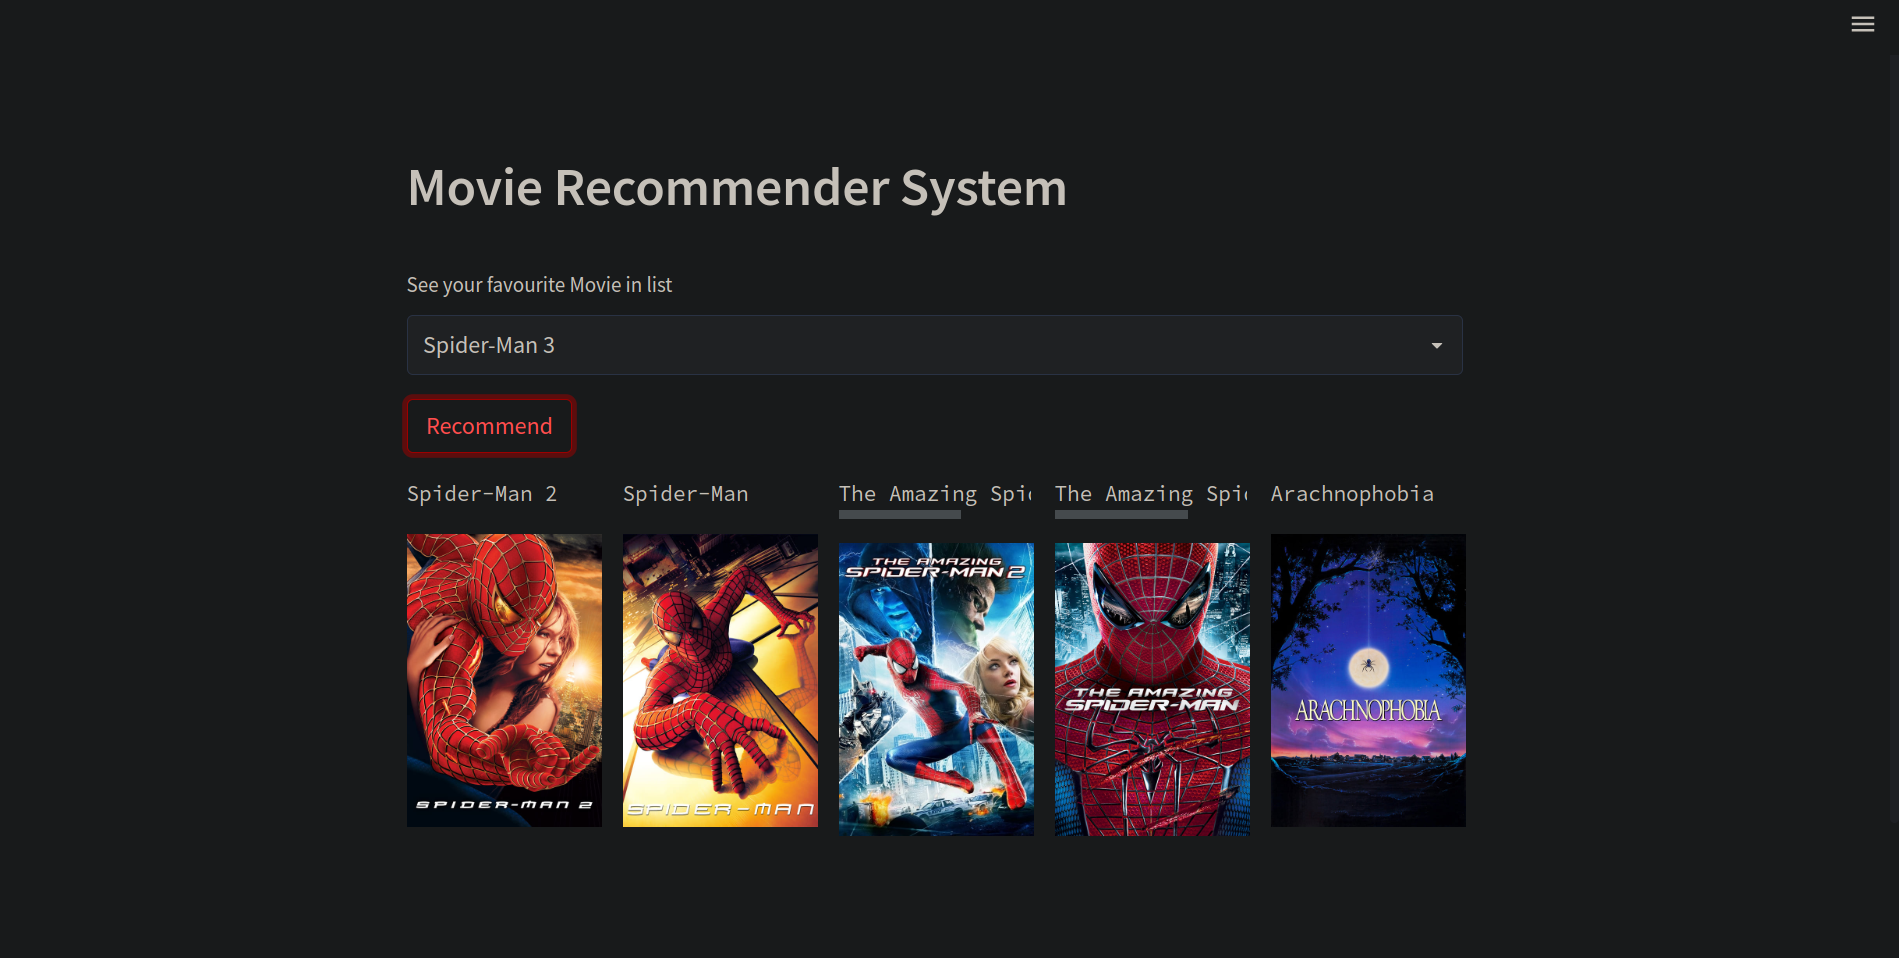 Movie Recommender System
See your favourite Movie in list
Spider-Man 3
Recommend
Spider-Man 2
Spider-Man
The Amazing Spi
The Amazing Spi
Arachnophobia
SPIDER-MAN 2
SPIDER-MAN
THE AMAZING
SPIDER-MAN 2
THE AMAZING
SPIDER-MAN
ARACHNOPHOBIA